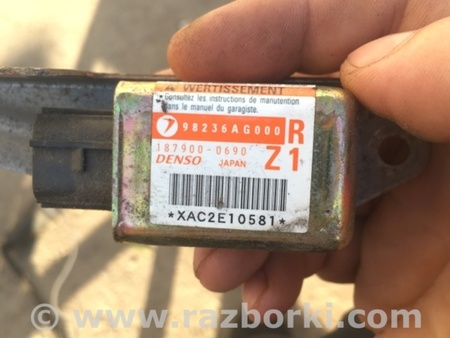 WERTISSEMENT
•Consultez les instructions de manutention
dans le manuel du garagiste.
98236AG000 R
187900-0690 Z1
DENSO JAPAN
*XAC2E10581*
© www.razborki.com